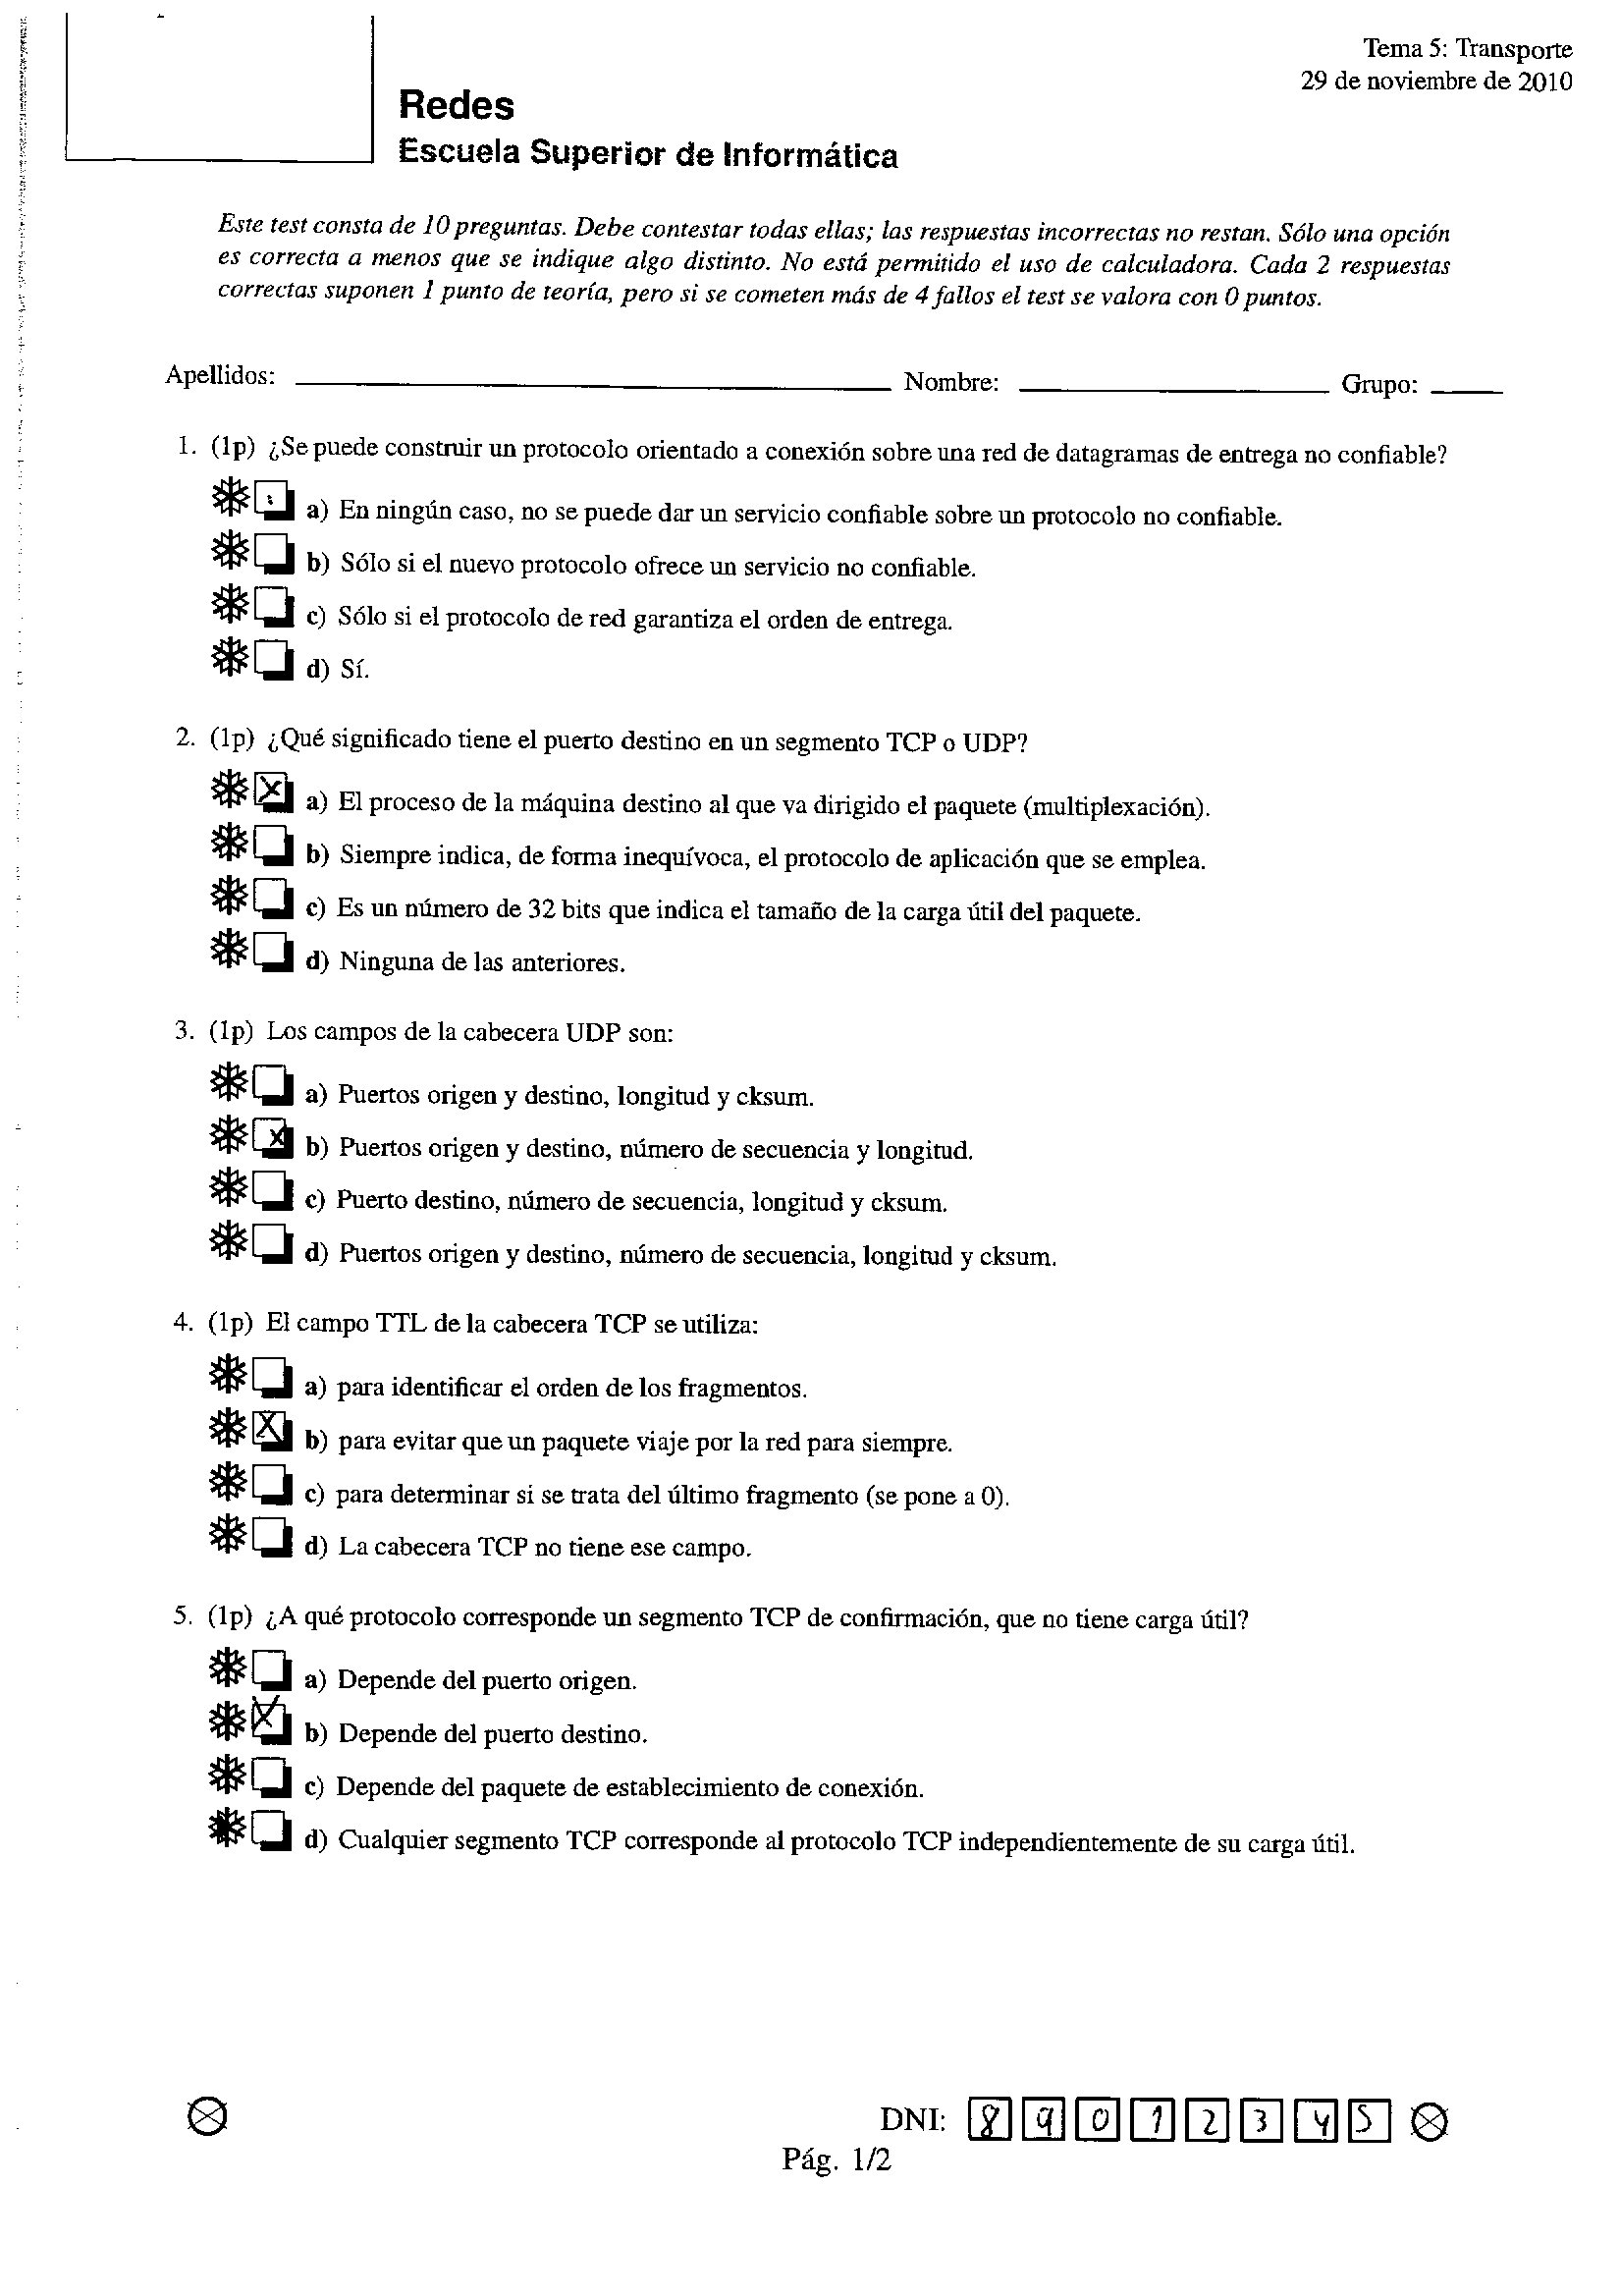 Tema 5: Transporte
29 de noviembre de 2010
Redes
Escuela Superior de Informática
Este test consta de 10 preguntas. Debe contestar todas ellas; las respuestas incorrectas no restan. Sólo una opción
es correcta a menos que se indique algo distinto. No está permitido el uso de calculadora. Cada 2 respuestas
correctas suponen 1 punto de teoría, pero si se cometen más de 4 fallos el test se valora con 0 puntos.
Apellidos: Nombre: Grupo:
1. (1p) ¿Se puede construir un protocolo orientado a conexión sobre una red de datagramas de entrega no confiable?
a) En ningún caso, no se puede dar un servicio confiable sobre un protocolo no confiable.
b) Sólo si el nuevo protocolo ofrece un servicio no confiable.
c) Sólo si el protocolo de red garantiza el orden de entrega.
d) Sí.
2. (1p) ¿Qué significado tiene el puerto destino en un segmento TCP o UDP?
X a) El proceso de la máquina destino al que va dirigido el paquete (multiplexación).
b) Siempre indica, de forma inequívoca, el protocolo de aplicación que se emplea.
c) Es un número de 32 bits que indica el tamaño de la carga útil del paquete.
d) Ninguna de las anteriores.
3. (1p) Los campos de la cabecera UDP son:
a) Puertos origen y destino, longitud y cksum.
X b) Puertos origen y destino, número de secuencia y longitud.
c) Puerto destino, número de secuencia, longitud y cksum.
d) Puertos origen y destino, número de secuencia, longitud y cksum.
4. (1p) El campo TTL de la cabecera TCP se utiliza:
a) para identificar el orden de los fragmentos.
X b) para evitar que un paquete viaje por la red para siempre.
c) para determinar si se trata del último fragmento (se pone a 0).
d) La cabecera TCP no tiene ese campo.
5. (1p) ¿A qué protocolo corresponde un segmento TCP de confirmación, que no tiene carga útil?
a) Depende del puerto origen.
X b) Depende del puerto destino.
c) Depende del paquete de establecimiento de conexión.
d) Cualquier segmento TCP corresponde al protocolo TCP independientemente de su carga útil.
DNI: 8 9 0 1 2 3 4 5
Pág. 1/2